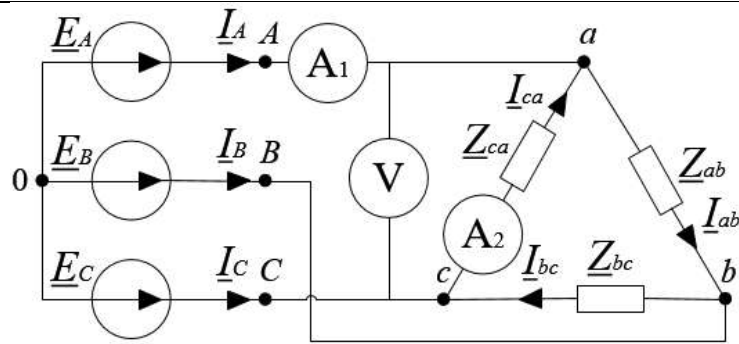 E_A I_A A A₁ a
I_ca
Z_ca Z_ab
0 E_B I_B B V
A₂ I_ab
E_C I_C C c I_bc Z_bc b